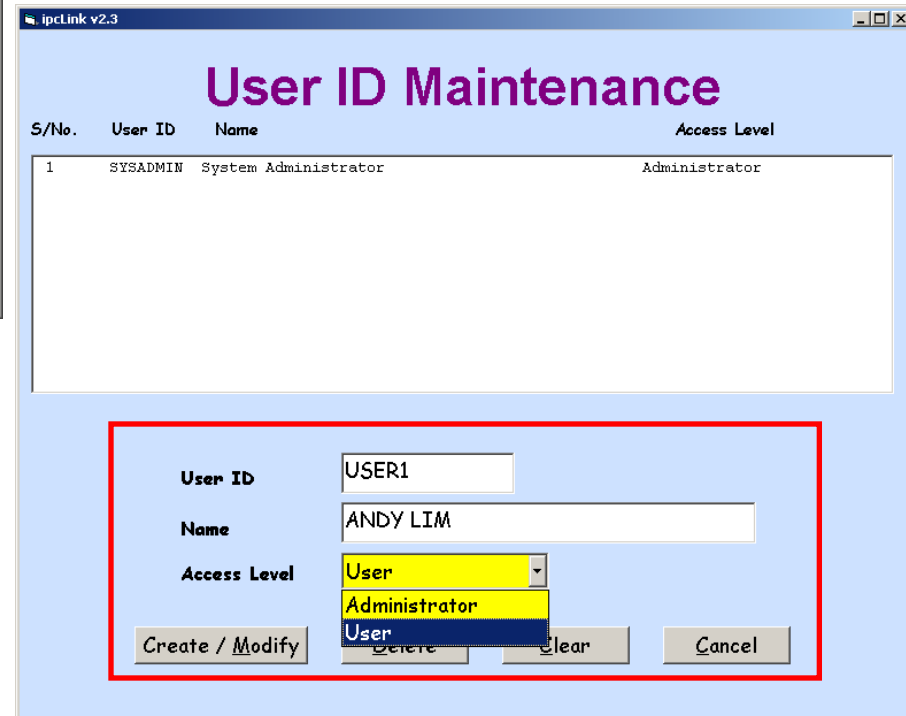 ipcLink v2.3
User ID Maintenance
S/No. User ID Name Access Level
1 SYSADMIN System Administrator Administrator
User ID USER1
Name ANDY LIM
Access Level User
Administrator
User
Create / Modify Delete Clear Cancel